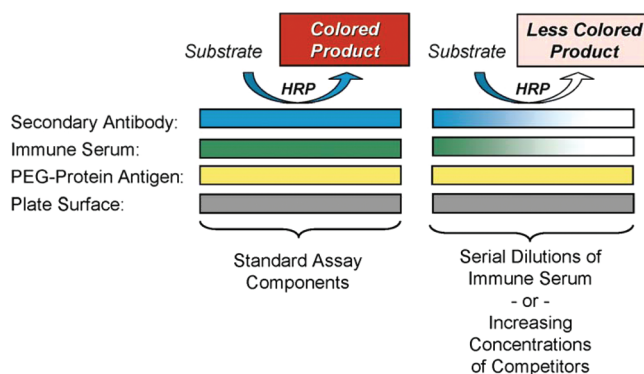 Substrate
Colored
Product
HRP
Substrate
Less Colored
Product
HRP
Secondary Antibody:
Immune Serum:
PEG-Protein Antigen:
Plate Surface:
Standard Assay
Components
Serial Dilutions of
Immune Serum
- or -
Increasing
Concentrations
of Competitors